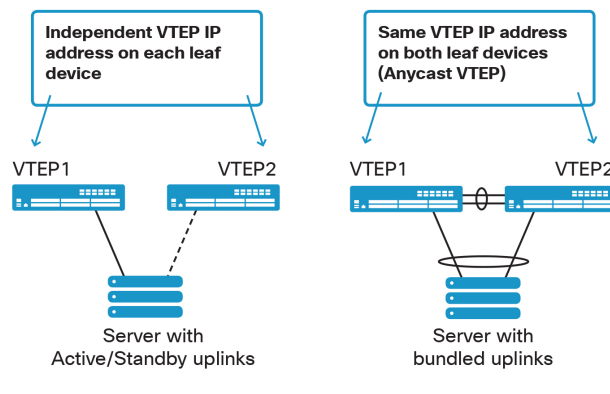 Independent VTEP IP
address on each leaf
device
Same VTEP IP address
on both leaf devices
(Anycast VTEP)
VTEP1
VTEP2
VTEP1
VTEP2
Server with
Active/Standby uplinks
Server with
bundled uplinks